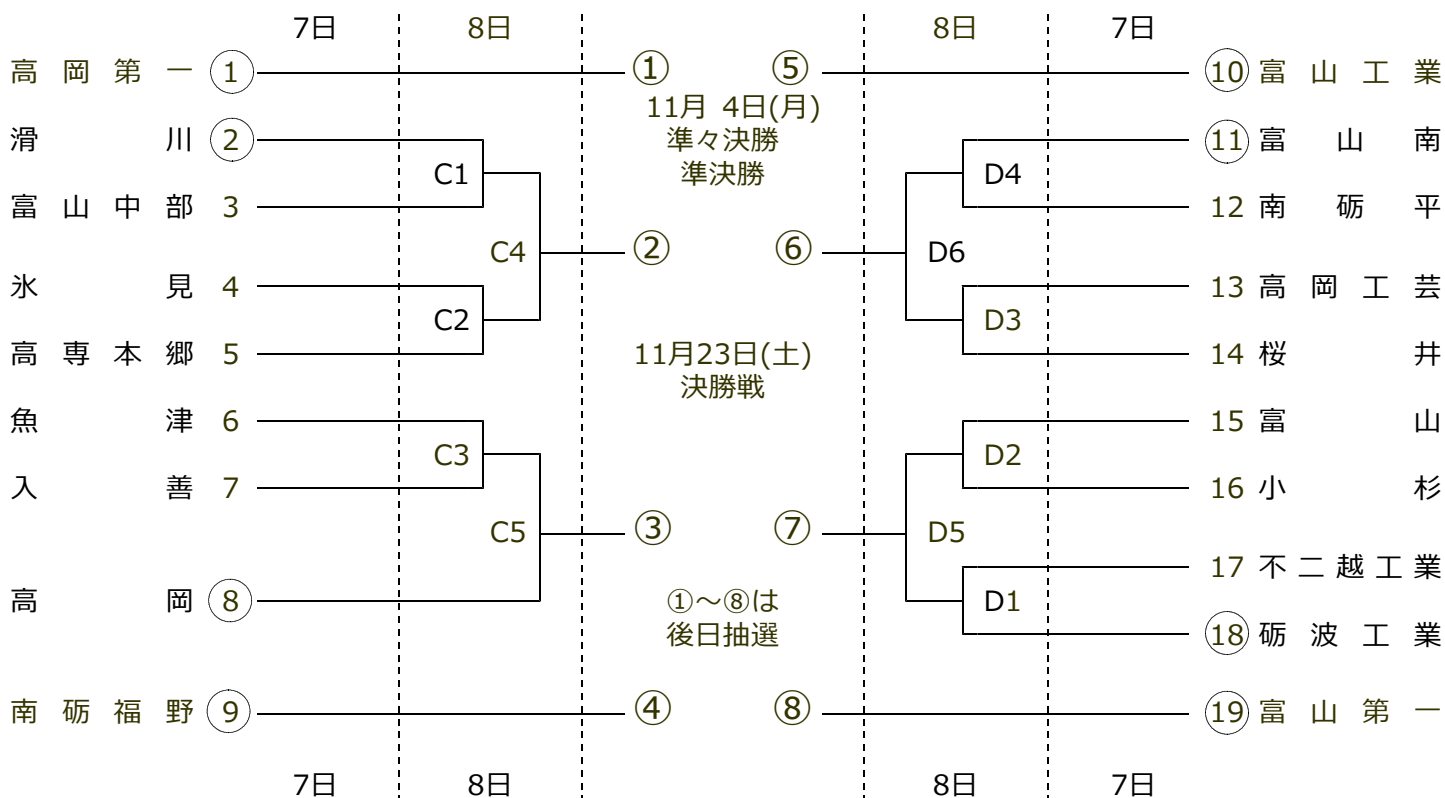 7日 8日 8日 7日
高岡第一 ① ① ⑤ ⑩ 富山工業
11月 4日(月)
滑川 ② 準々決勝 ⑪ 富山南
C1 準決勝 D4
富山中部 3 12 南砺平
C4 ② ⑥ D6
氷見 4 13 高岡工芸
C2 D3
高専本郷 5 11月23日(土) 14 桜井
決勝戦
魚津 6 15 富山
C3 D2
入善 7 16 小杉
C5 ③ ⑦ D5
17 不二越工業
高岡 ⑧ ①～⑧は D1
後日抽選 ⑱ 砺波工業
南砺福野 ⑨ ④ ⑧ ⑲ 富山第一
7日 8日 8日 7日